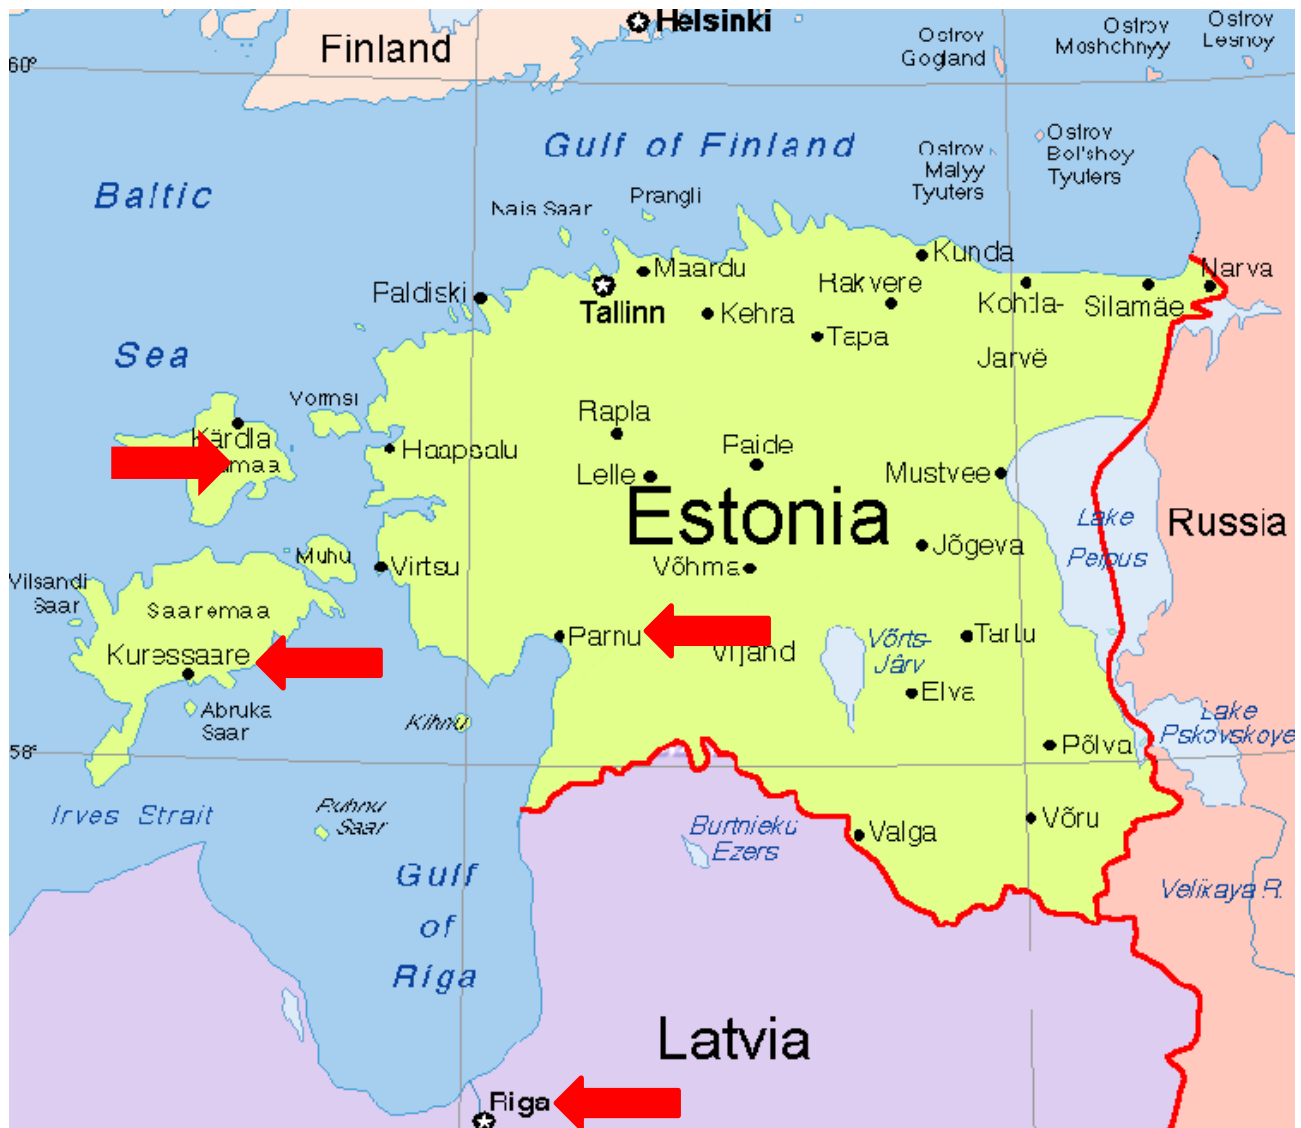 Helsinki
Finland
Ostrov
Gogland
Ostrov
Moshchnyy
Ostrov
Lesnoy
60°
Gulf of Finland
Ostrov
Malyy
Tyuters
Ostrov
Bol'shoy
Tyuters
Baltic
Sea
Nais Saar
Prangli
Maardu
Kunda
Narva
Paldiski
Tallinn
Kehra
Rakvere
Tapa
Kohtla-
Jarvë
Silamäe
Vormsi
Kärdla
maa
Haapsalu
Rapla
Lelle
Paide
Mustvee
Estonia
Lake
Peipus
Russia
Muhu
Virtsu
Võhma
Jõgeva
Vilsandi
Saar
Saaremaa
Kuressaare
Parnu
Viljand
Võrts-
Järv
Tartu
Elva
Abruka
Saar
Kihnu
Lake
Pskovskoye
58°
Põlva
Irves Strait
Ruhnu
Saar
Burtnieku
Ezers
Valga
Võru
Gulf
of
Riga
Velikaya R.
Latvia
Riga